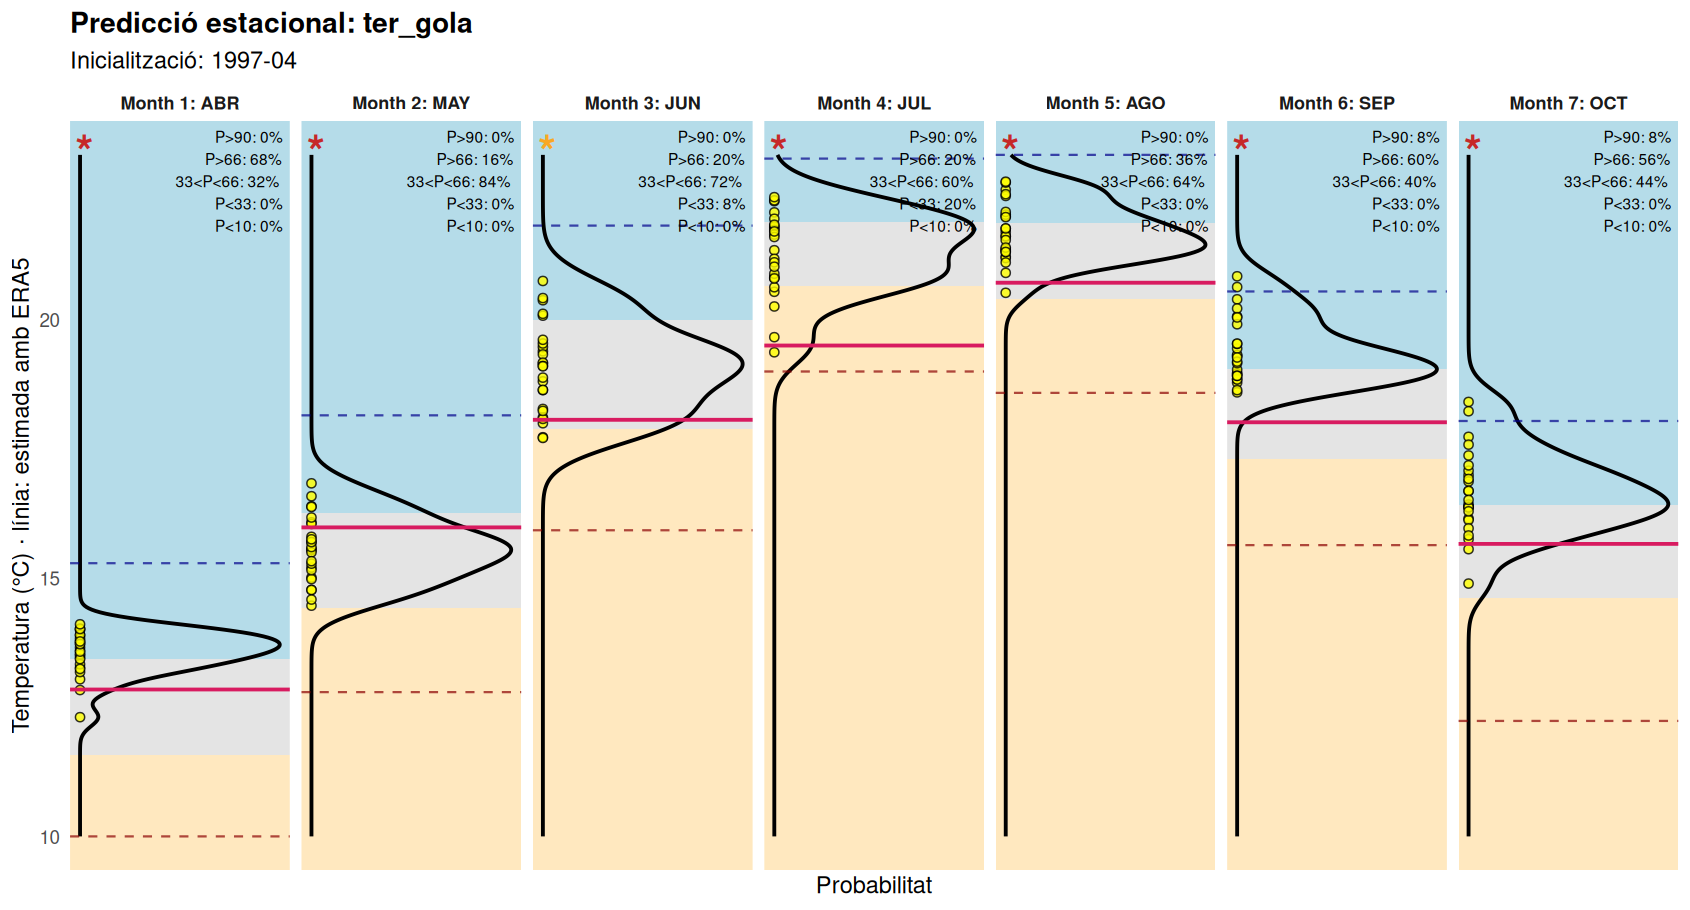 Predicció estacional: ter_gola
Inicialització: 1997-04
Month 1: ABR
Month 2: MAY
Month 3: JUN
Month 4: JUL
Month 5: AGO
Month 6: SEP
Month 7: OCT
*
P>90: 0%
P>66: 68%
33<P<66: 32%
P<33: 0%
P<10: 0%
*
P>90: 0%
P>66: 16%
33<P<66: 84%
P<33: 0%
P<10: 0%
*
P>90: 0%
P>66: 20%
33<P<66: 72%
P<33: 8%
P<10: 0%
*
P>90: 0%
P>66: 20%
33<P<66: 60%
P<33: 20%
P<10: 0%
*
P>90: 0%
P>66: 36%
33<P<66: 64%
P<33: 0%
P<10: 0%
*
P>90: 8%
P>66: 60%
33<P<66: 40%
P<33: 0%
P<10: 0%
*
P>90: 8%
P>66: 56%
33<P<66: 44%
P<33: 0%
P<10: 0%
Temperatura (°C) · línia: estimada amb ERA5
20
15
10
Probabilitat